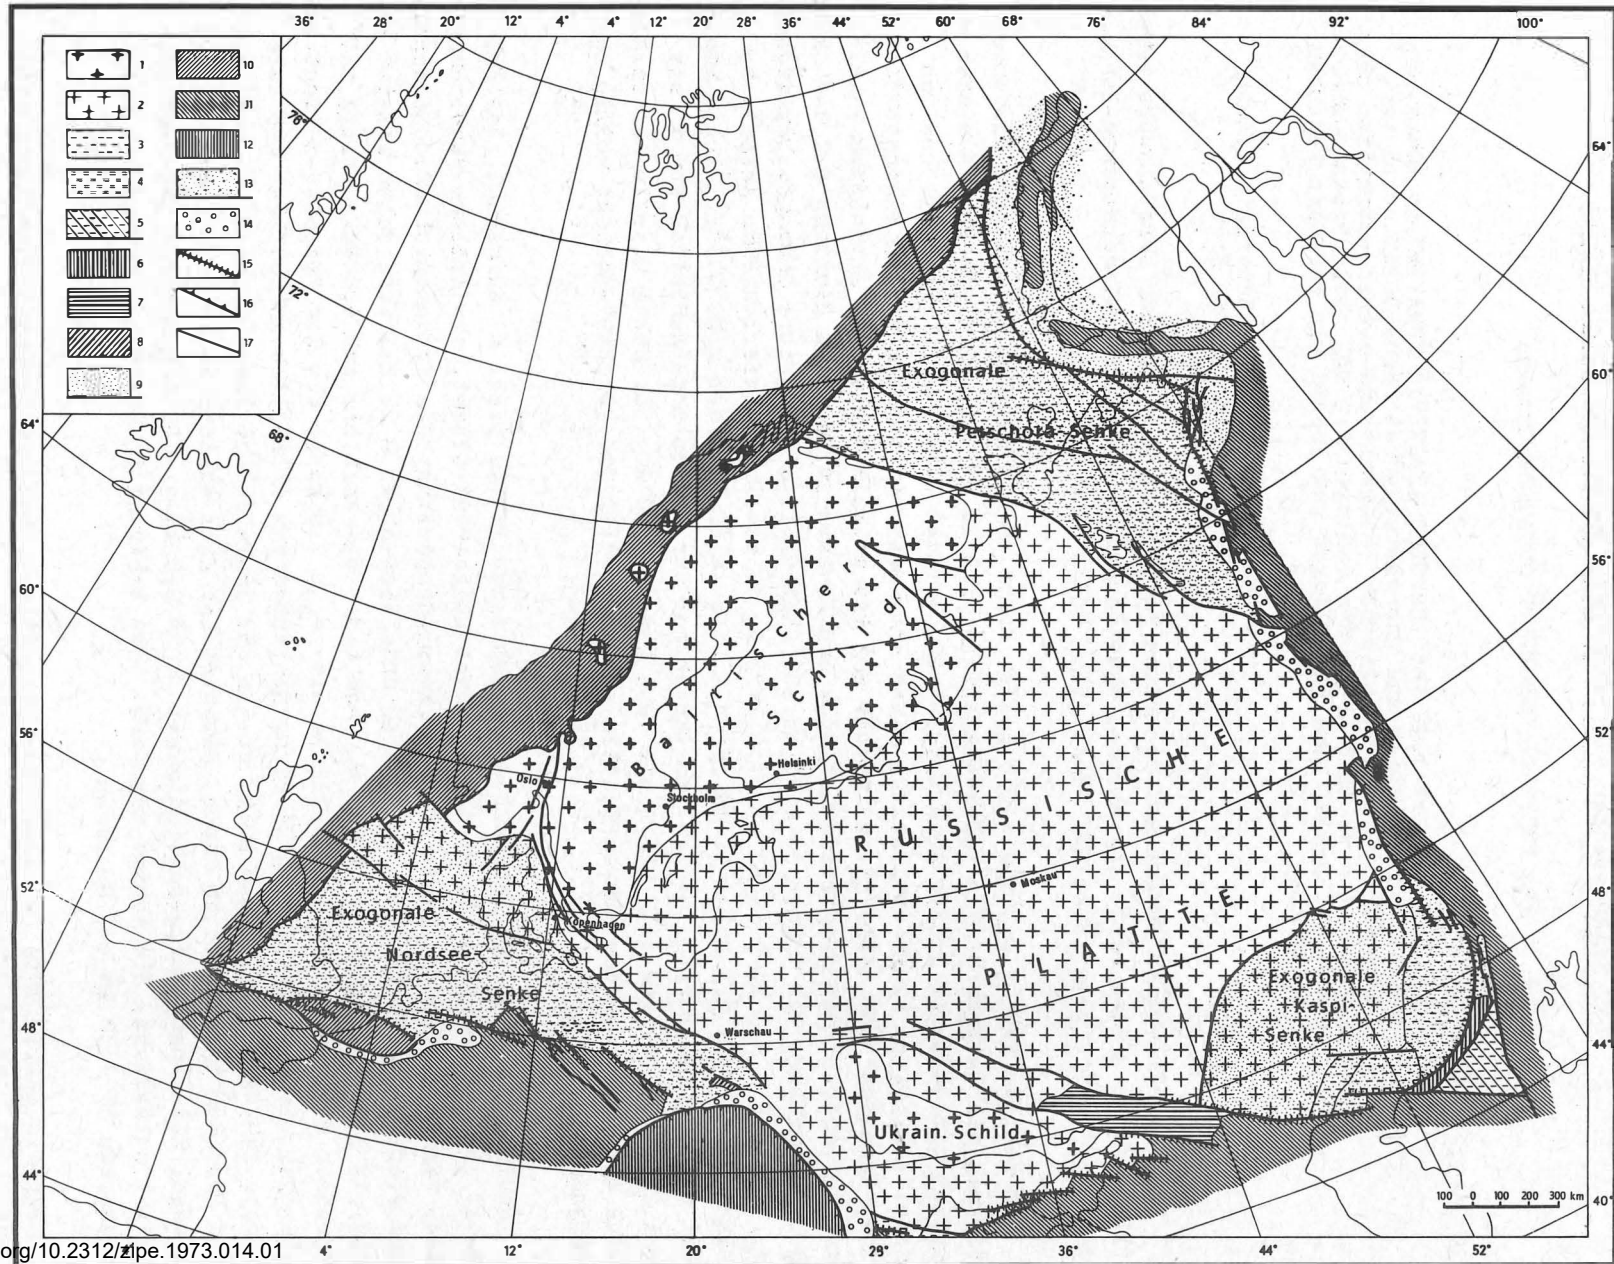 36° 28° 20° 12° 4° 4° 12° 20° 28° 36° 44° 52° 60° 68° 76° 84° 92° 100°
1 10
2 11
3 12
4 13
5 14
6 15
7 16
8 17
9
76°
72°
68°
64°
60°
56°
52°
48°
44°
64°
60°
56°
52°
48°
44°
40°
Exogonale
Petschora-Senke
Baltischer
Schild
Oslo
Helsinki
Stockholm
Kopenhagen
RUSSISCHE
Moskau
PLATTE
Exogonale
Nordsee-
Senke
Exogonale
Kaspi-
Senke
Warschau
Ukrain. Schild
100 0 100 200 300 km
4° 12° 20° 29° 36° 44° 52°
org/10.2312/zipe.1973.014.01